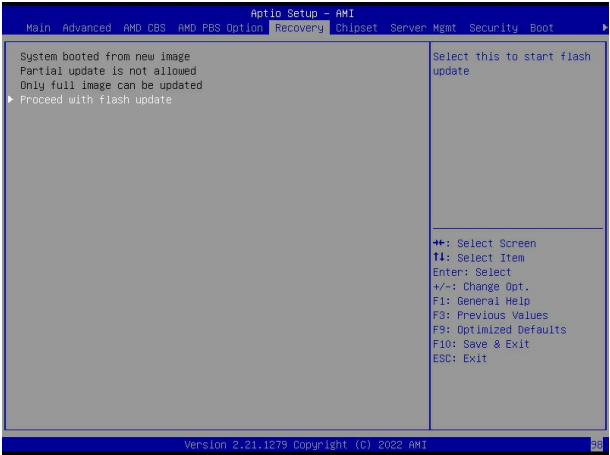 Aptio Setup – AMI
Main Advanced AMD CBS AMD PBS Option Recovery Chipset Server Mgmt Security Boot
System booted from new image
Partial update is not allowed
Only full image can be updated
Proceed with flash update
Select this to start flash
update
→←: Select Screen
↑↓: Select Item
Enter: Select
+/-: Change Opt.
F1: General Help
F3: Previous Values
F9: Optimized Defaults
F10: Save & Exit
ESC: Exit
Version 2.21.1279 Copyright (C) 2022 AMI
98